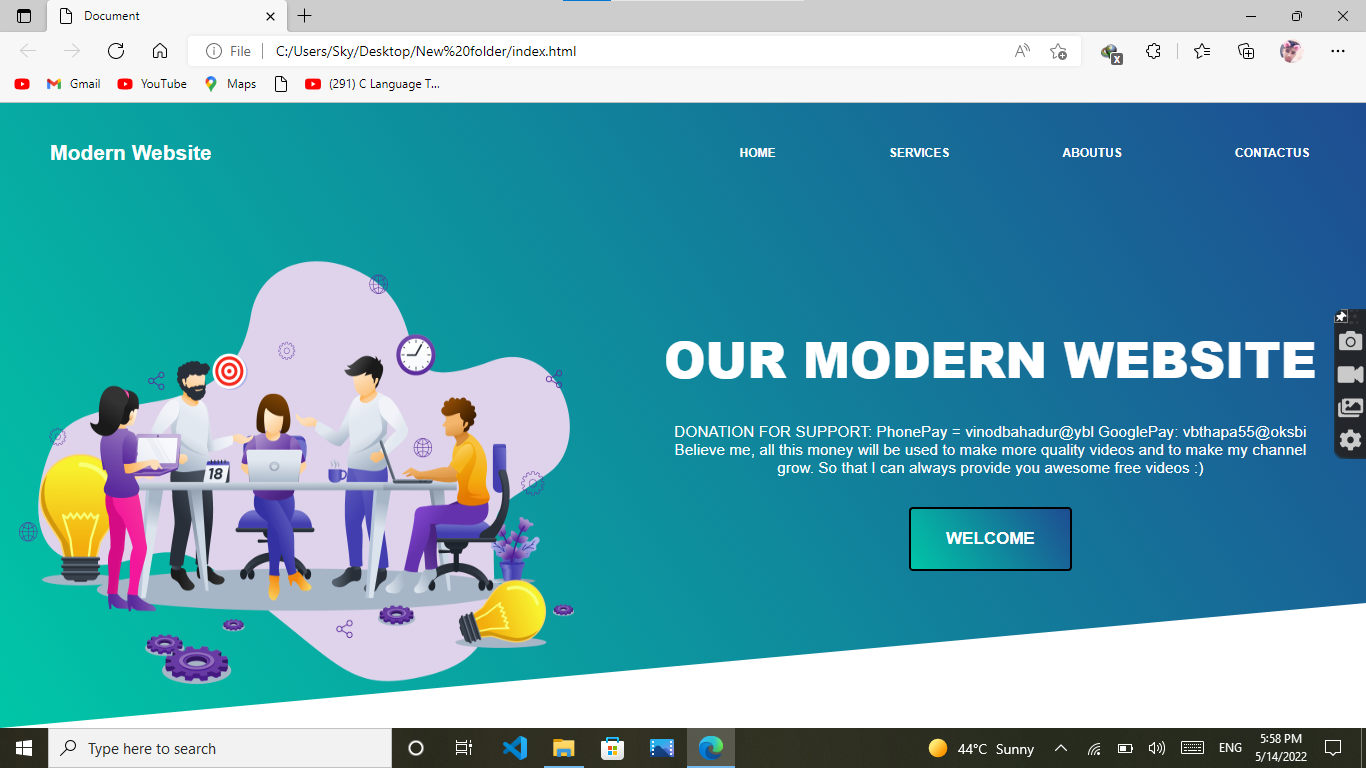 Document
File
C:/Users/Sky/Desktop/New%20folder/index.html
Gmail
YouTube
Maps
(291) C Language T...
Modern Website
HOME
SERVICES
ABOUTUS
CONTACTUS
18
OUR MODERN WEBSITE
DONATION FOR SUPPORT: PhonePay = vinodbahadur@ybl GooglePay: vbthapa55@oksbi
Believe me, all this money will be used to make more quality videos and to make my channel
grow. So that I can always provide you awesome free videos :)
WELCOME
Type here to search
44°C Sunny
ENG
5:58 PM
5/14/2022